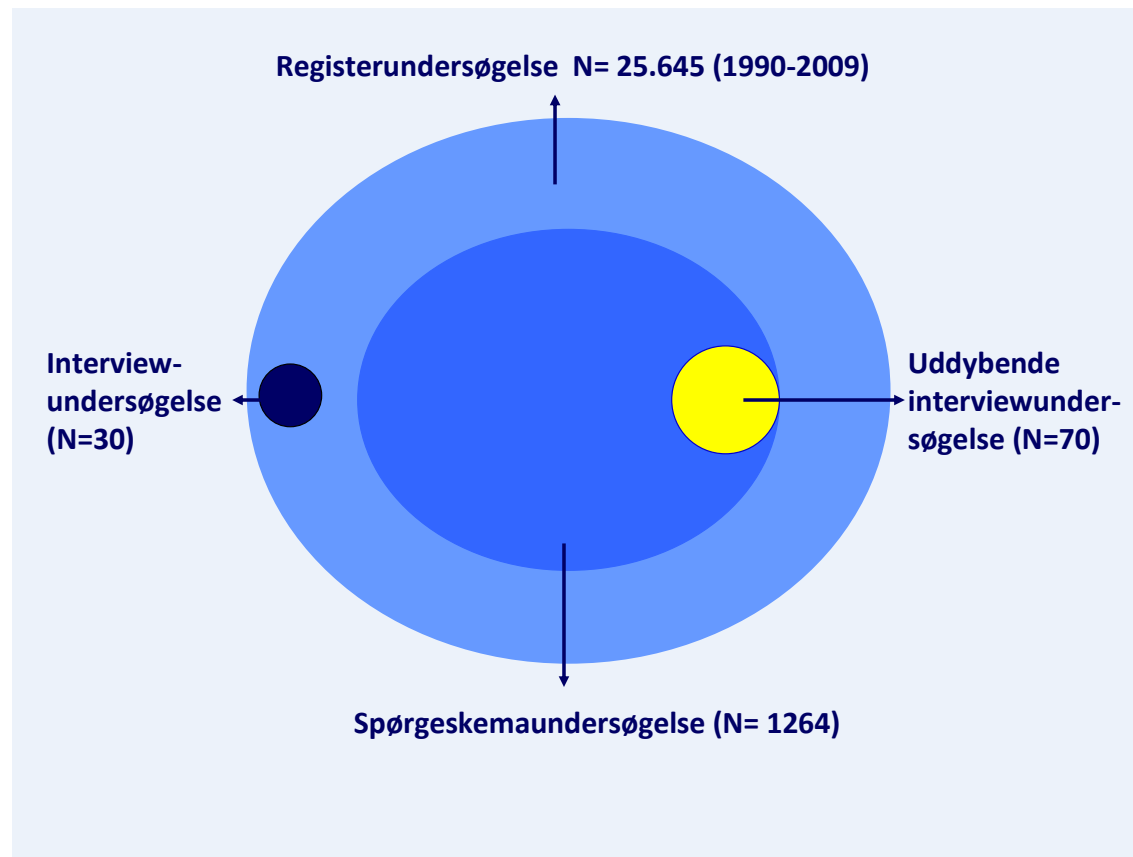 Registerundersøgelse  N= 25.645 (1990-2009)
Interview-
undersøgelse
(N=30)
Uddybende
interviewunder-
søgelse (N=70)
Spørgeskemaundersøgelse (N= 1264)